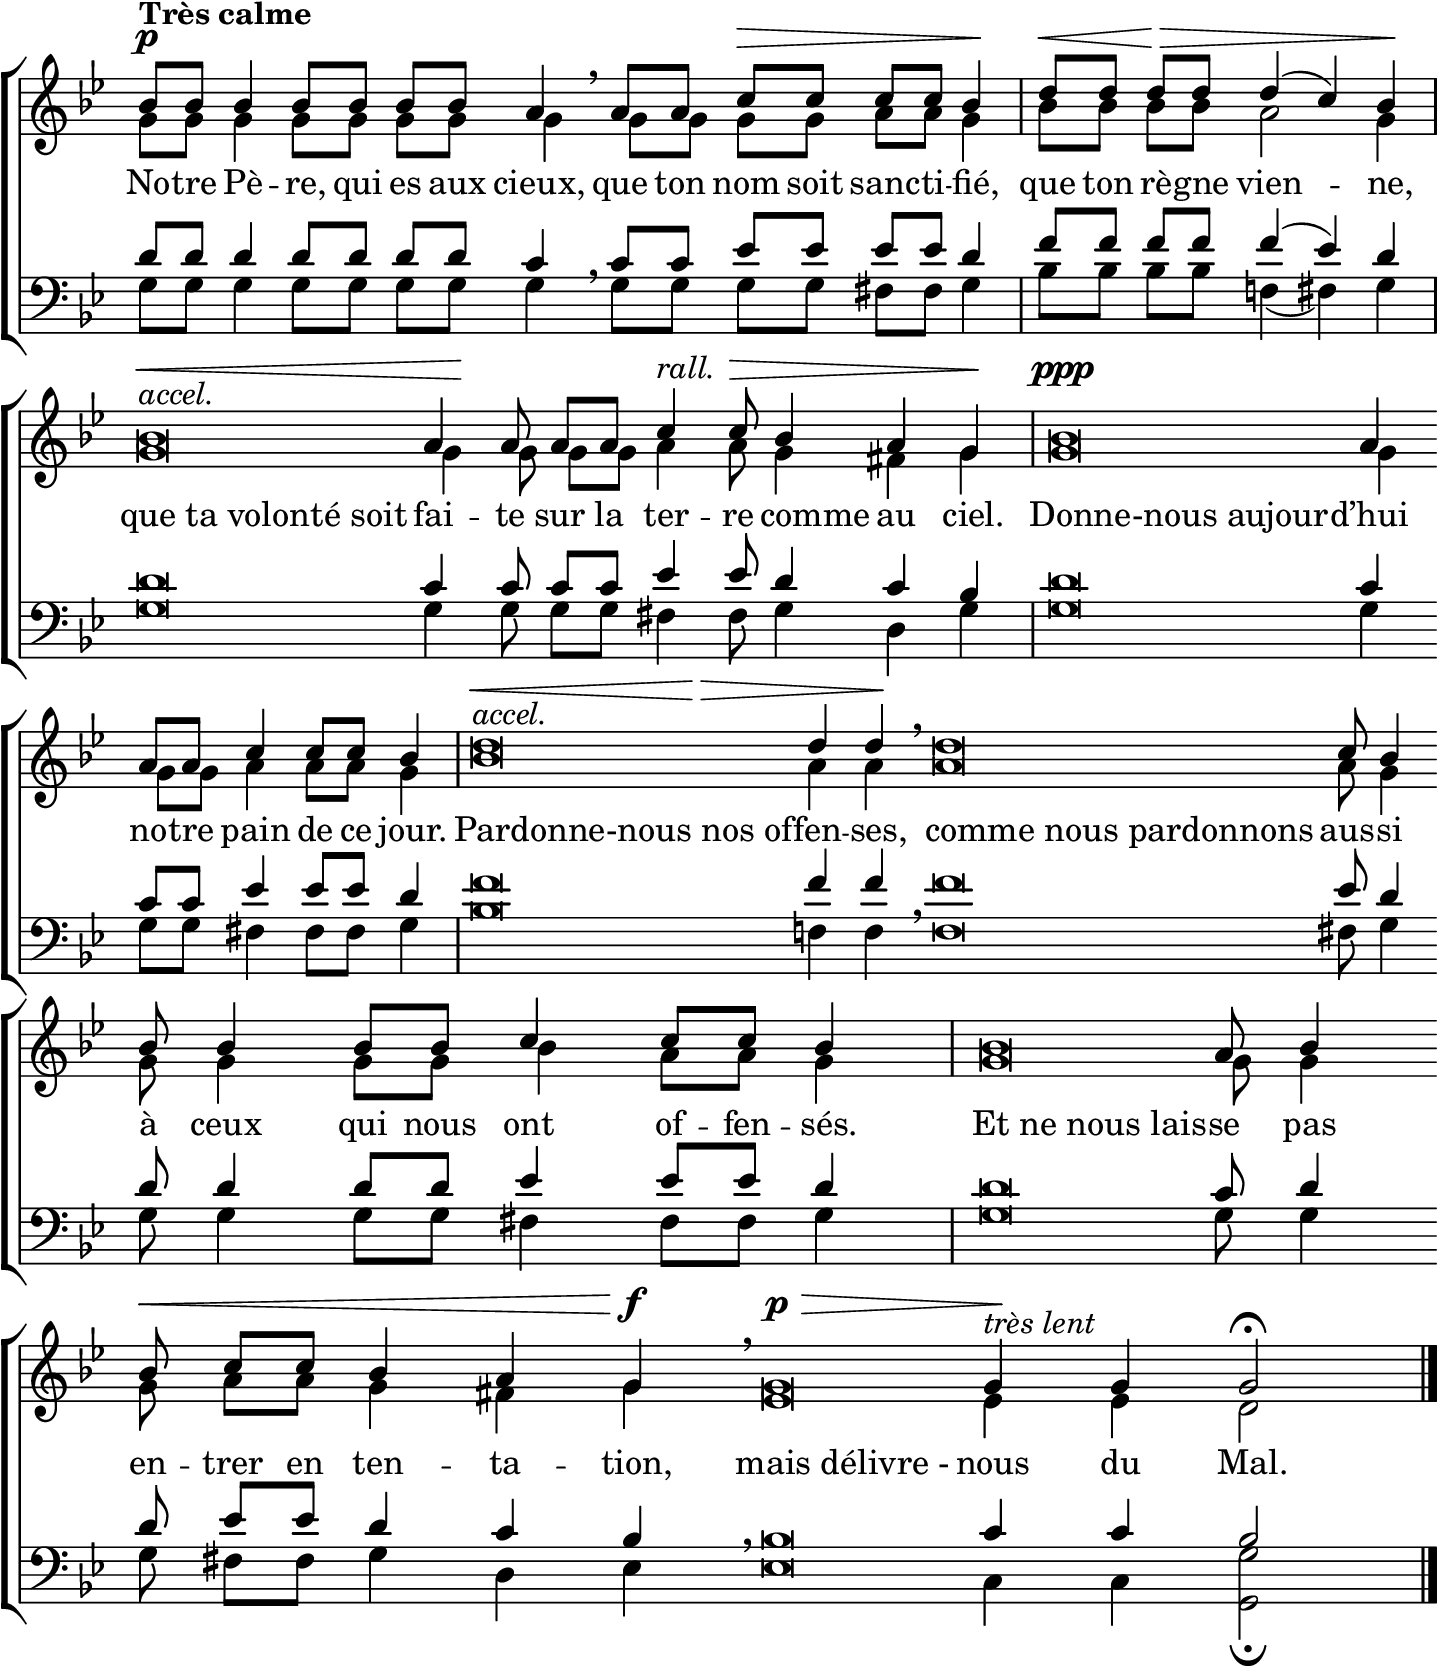 Très calme
p
Notre Pè - re, qui es aux cieux, que ton nom soit sancti - fié, que ton règne vien - ne,
accel. rall. ppp
que ta volonté soit fai - te sur la ter - re comme au ciel. Donne-nous aujourd’hui
accel.
notre pain de ce jour. Pardonne-nous nos offen - ses, comme nous pardonnons aussi
à ceux qui nous ont of - fen - sés. Et ne nous laisse pas
f p très lent
en - trer en ten - ta - tion, mais délivre - nous du Mal.